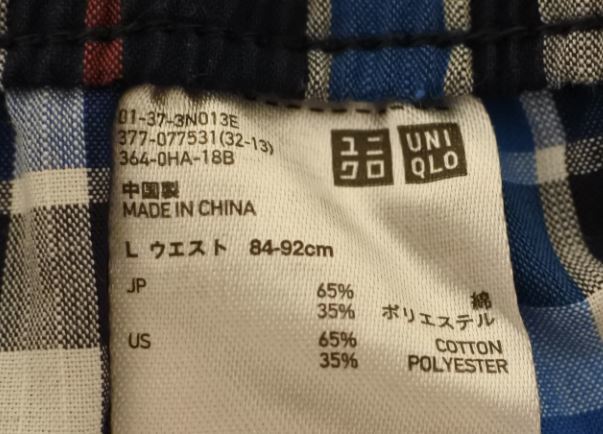 01-37-3N013E
377-077531(32-13)
364-0HA-18B
ユニ
クロ
UNI
QLO
中国製
MADE IN CHINA
L ウエスト 84-92cm
JP 65% 綿
35% ポリエステル
US 65% COTTON
35% POLYESTER